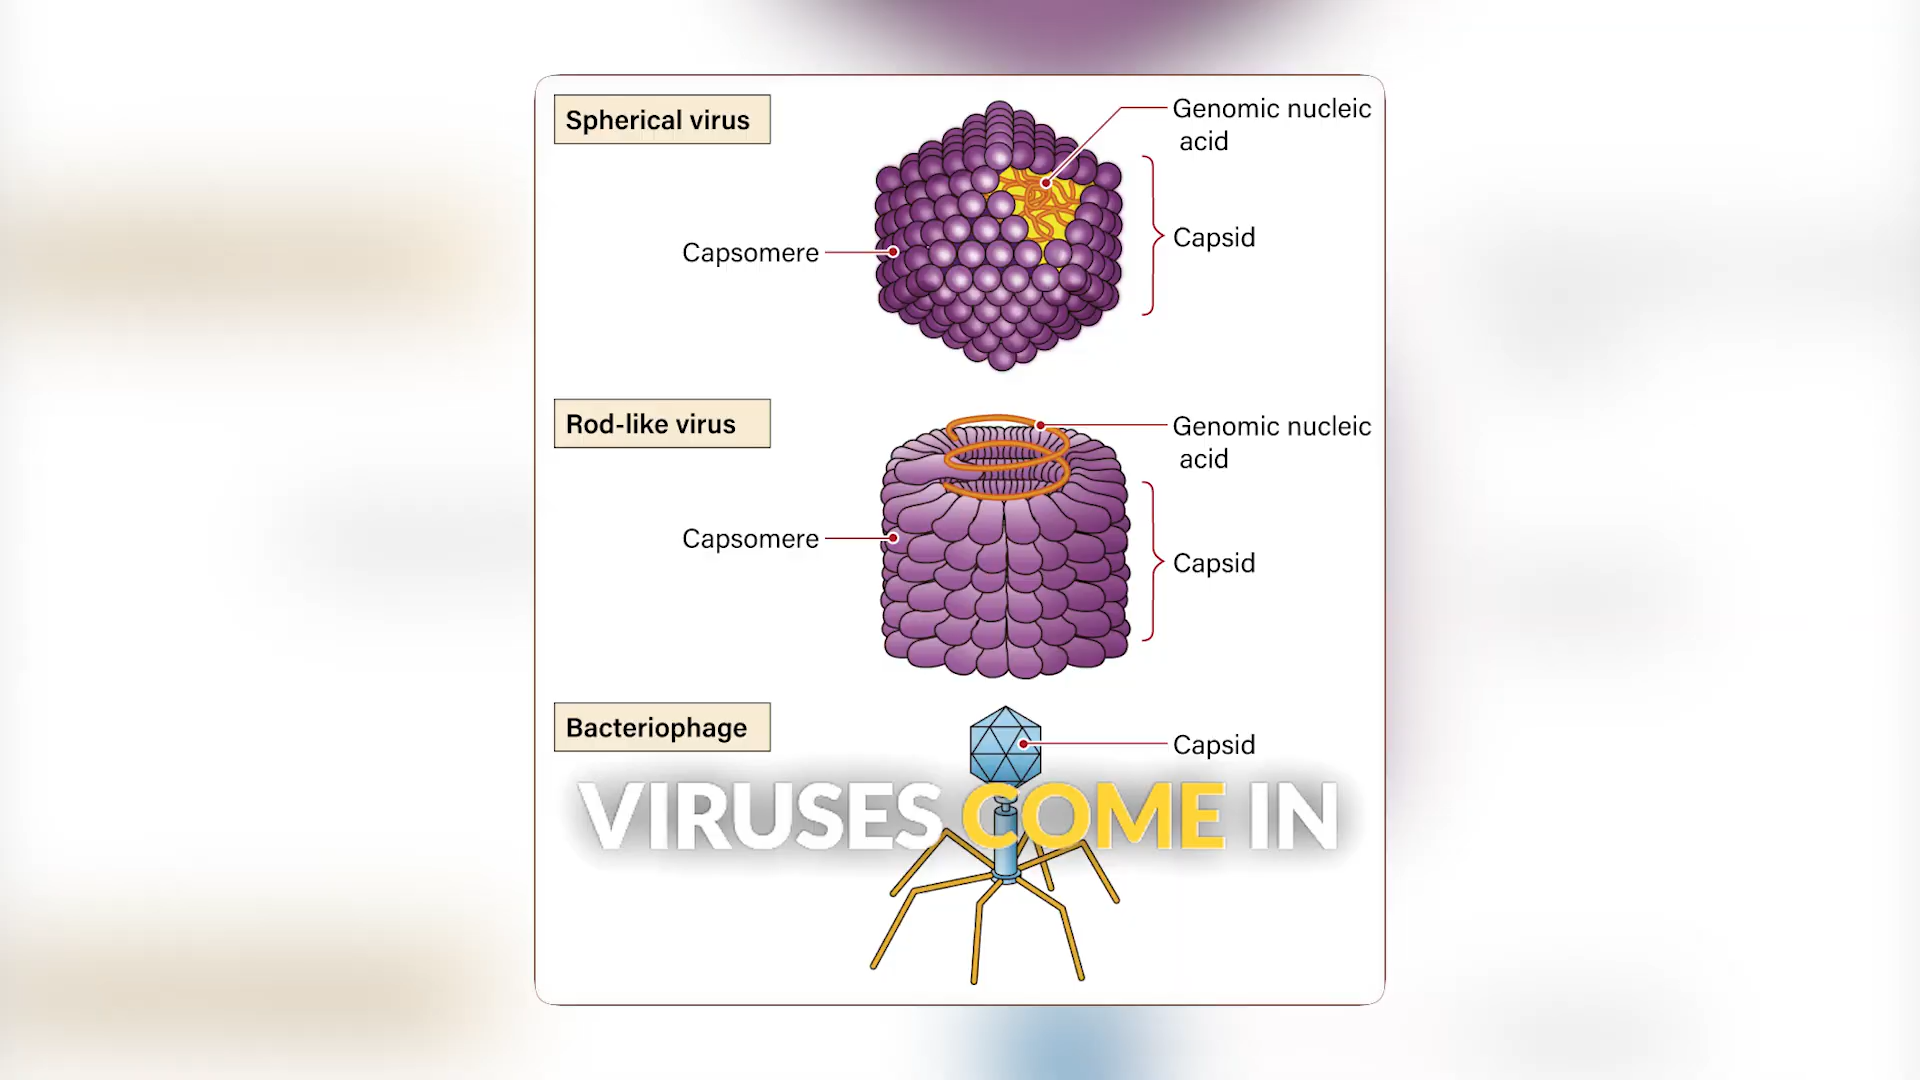 Spherical virus
Genomic nucleic
acid
Capsomere
Capsid
Rod-like virus
Genomic nucleic
acid
Capsomere
Capsid
Bacteriophage
Capsid
VIRUSES COME IN